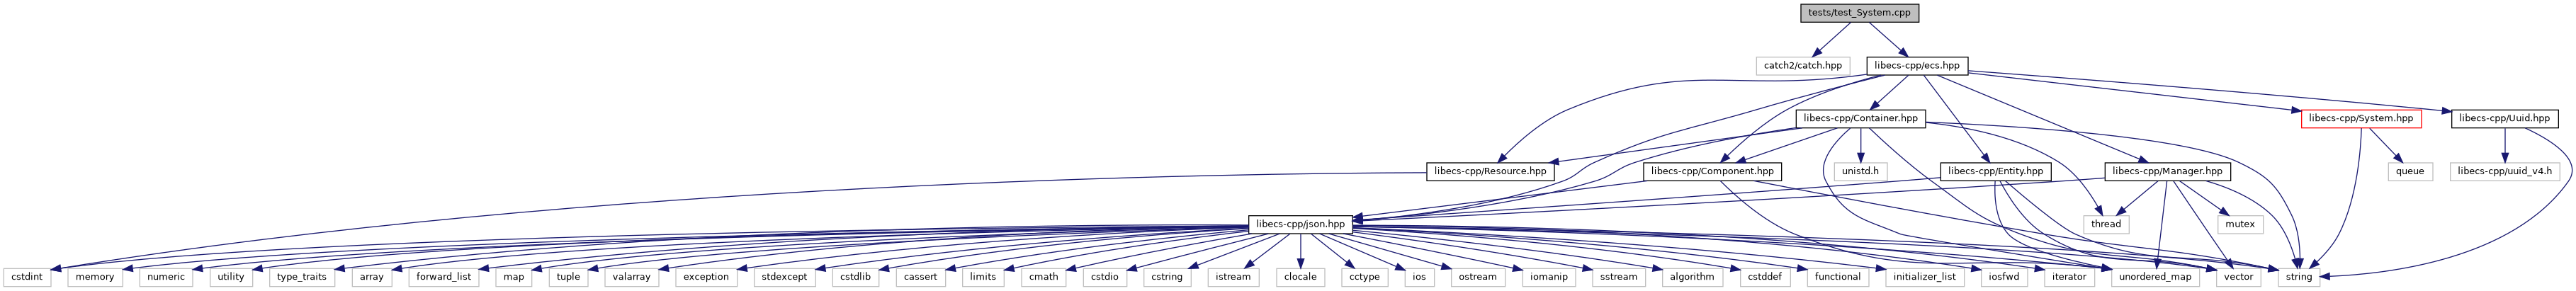 tests/test_System.cpp
catch2/catch.hpp
libecs-cpp/ecs.hpp
libecs-cpp/Container.hpp
libecs-cpp/System.hpp
libecs-cpp/Uuid.hpp
libecs-cpp/Resource.hpp
libecs-cpp/Component.hpp
unistd.h
libecs-cpp/Entity.hpp
libecs-cpp/Manager.hpp
queue
libecs-cpp/uuid_v4.h
libecs-cpp/json.hpp
thread
mutex
cstdint
memory
numeric
utility
type_traits
array
forward_list
map
tuple
valarray
exception
stdexcept
cstdlib
cassert
limits
cmath
cstdio
cstring
istream
clocale
cctype
ios
ostream
iomanip
sstream
algorithm
cstddef
functional
initializer_list
iosfwd
iterator
unordered_map
vector
string